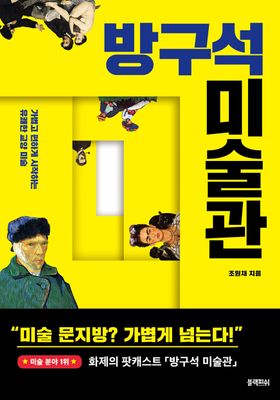 방구석
미술관
가볍고 편하게 시작하는
유쾌한 교양 미술
조원재 지음
“미술 문지방? 가볍게 넘는다!”
★ 미술 분야 1위 ★ 화제의 팟캐스트 「방구석 미술관」
블랙피쉬